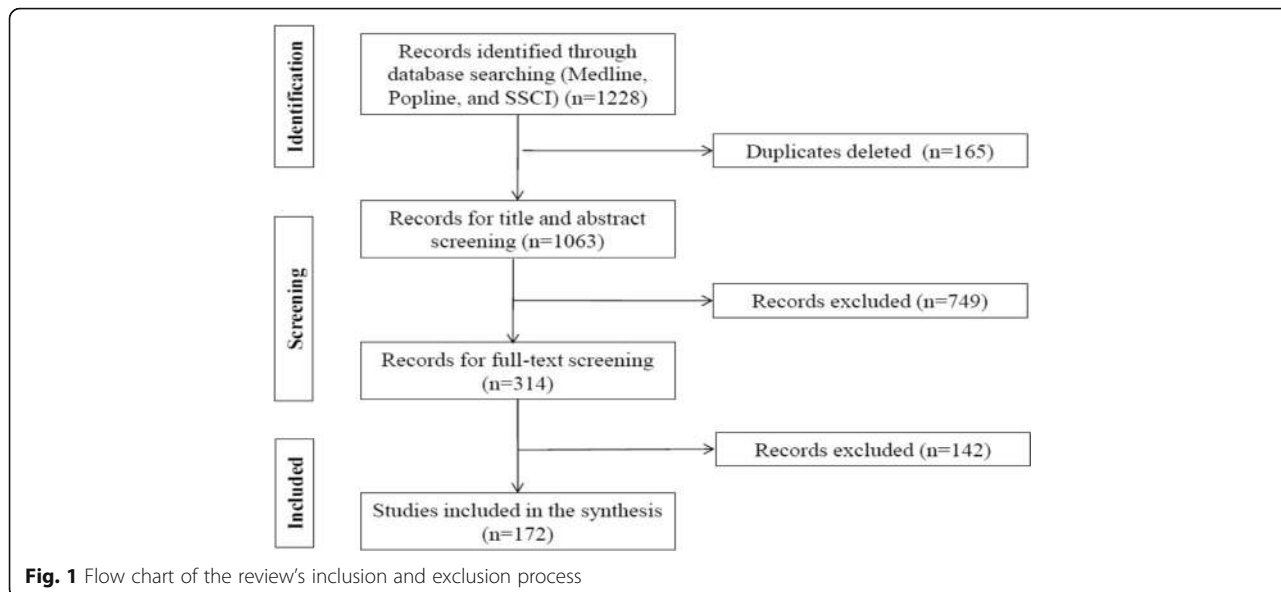 Identification
Records identified through
database searching (Medline,
Popline, and SSCI) (n=1228)
Duplicates deleted (n=165)
Screening
Records for title and abstract
screening (n=1063)
Records excluded (n=749)
Records for full-text screening
(n=314)
Records excluded (n=142)
Included
Studies included in the synthesis
(n=172)
Fig. 1 Flow chart of the review's inclusion and exclusion process